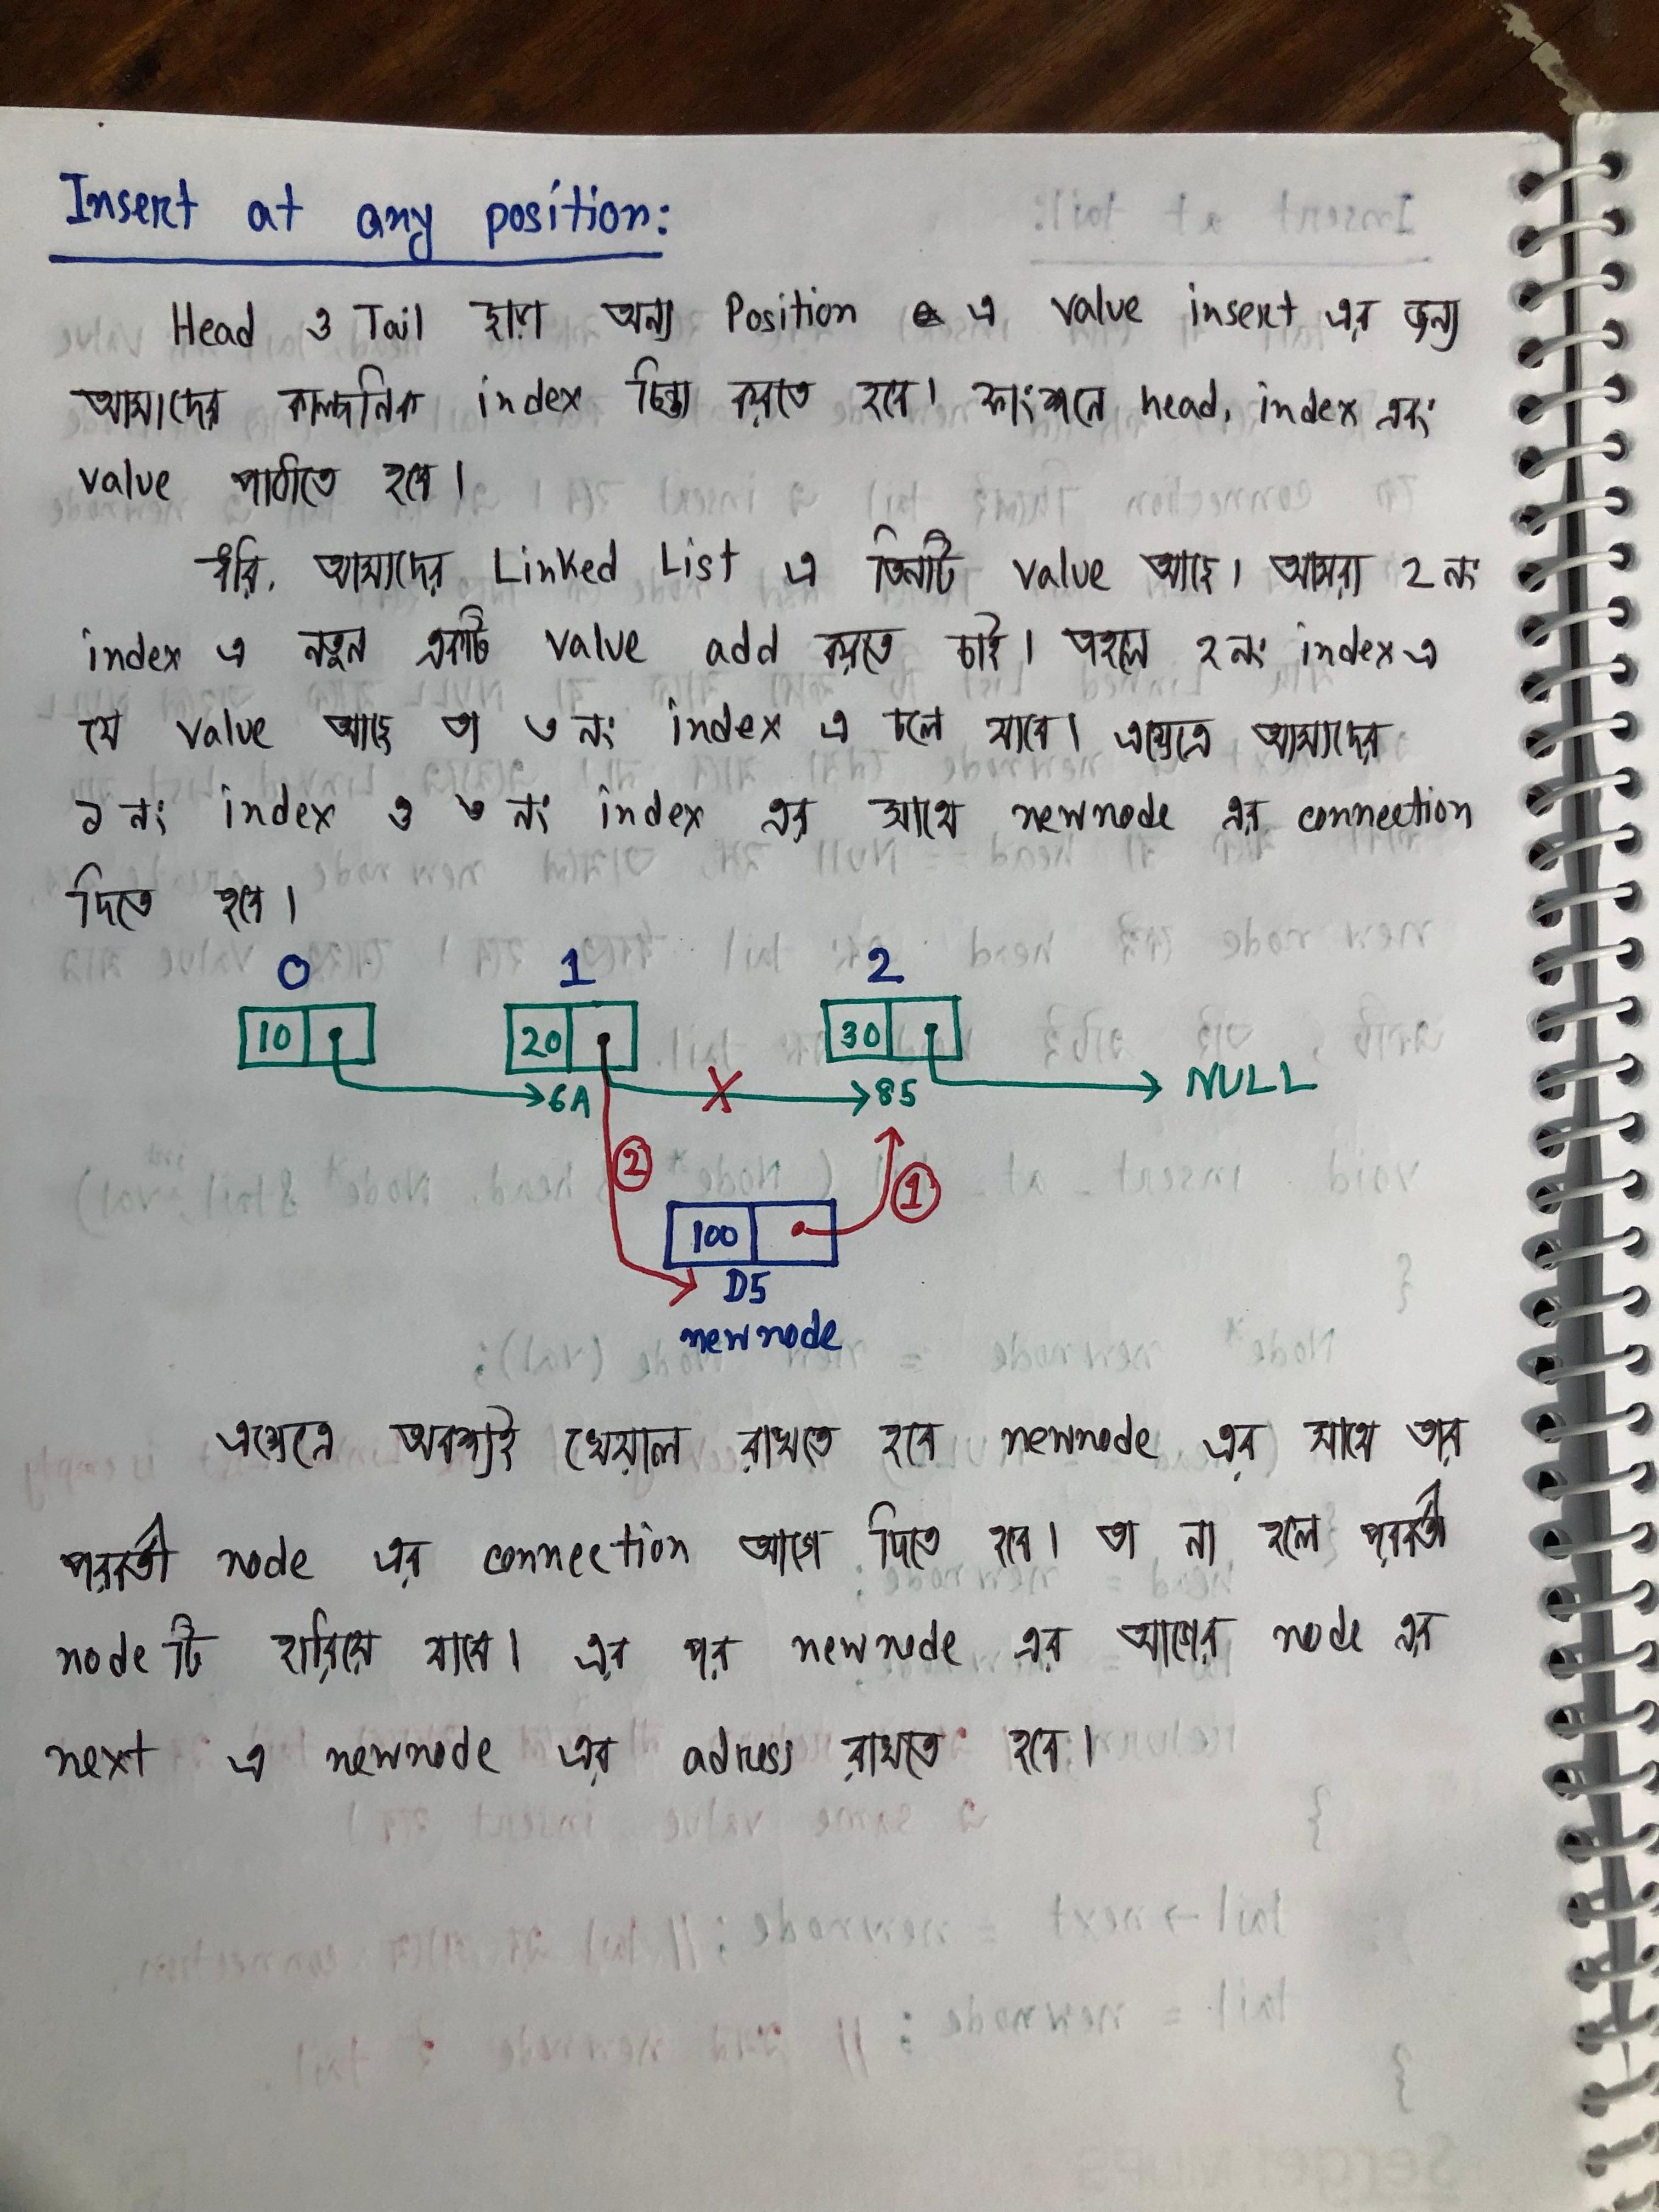 Insert at any position:
Head ও Tail ছাড়া অন্য Position এ value insert এর জন্য
আমাদের কাল্পনিক index চিন্তা করতে হবে। ফাংশনে head, index এবং
value পাঠাতে হবে।
ধরি, আমাদের Linked List এ তিনটি value আছে। আমরা 2 নং
index এ নতুন একটি value add করতে চাই। তাহলে ২ নং index এ
যে value আছে তা ৩ নং index এ চলে যাবে। এক্ষেত্রে আমাদের
১ নং index ও ৩ নং index এর সাথে newnode এর connection
দিতে হবে।
0 1 2
10 20 30
6A X 85 NULL
2 1
100
D5
newnode
এক্ষেত্রে অবশ্যই খেয়াল রাখতে হবে newnode এর সাথে তার
পরবর্তী node এর connection আগে দিতে হবে। তা না হলে পরবর্তী
node টি হারিয়ে যাবে। এর পর newnode এর আগের node এর
next এ newnode এর adress রাখতে হবে।